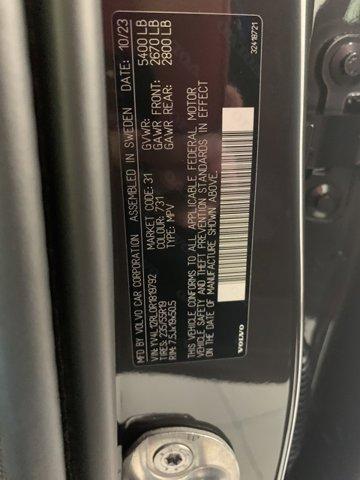 MFD BY VOLVO CAR CORPORATION ASSEMBLED IN SWEDEN DATE: 10/23
VIN: YV4L12RL0R1819792 MARKET CODE: 31 GVWR: 5400 LB
TIRES: 235/55R19 COLOUR: 731 GAWR FRONT: 2670 LB
RIM: 7.5Jx19x50.5 TYPE: MPV GAWR REAR: 2800 LB
THIS VEHICLE CONFORMS TO ALL APPLICABLE FEDERAL MOTOR
VEHICLE SAFETY AND THEFT PREVENTION STANDARDS IN EFFECT
ON THE DATE OF MANUFACTURE SHOWN ABOVE.
VOLVO 32418721